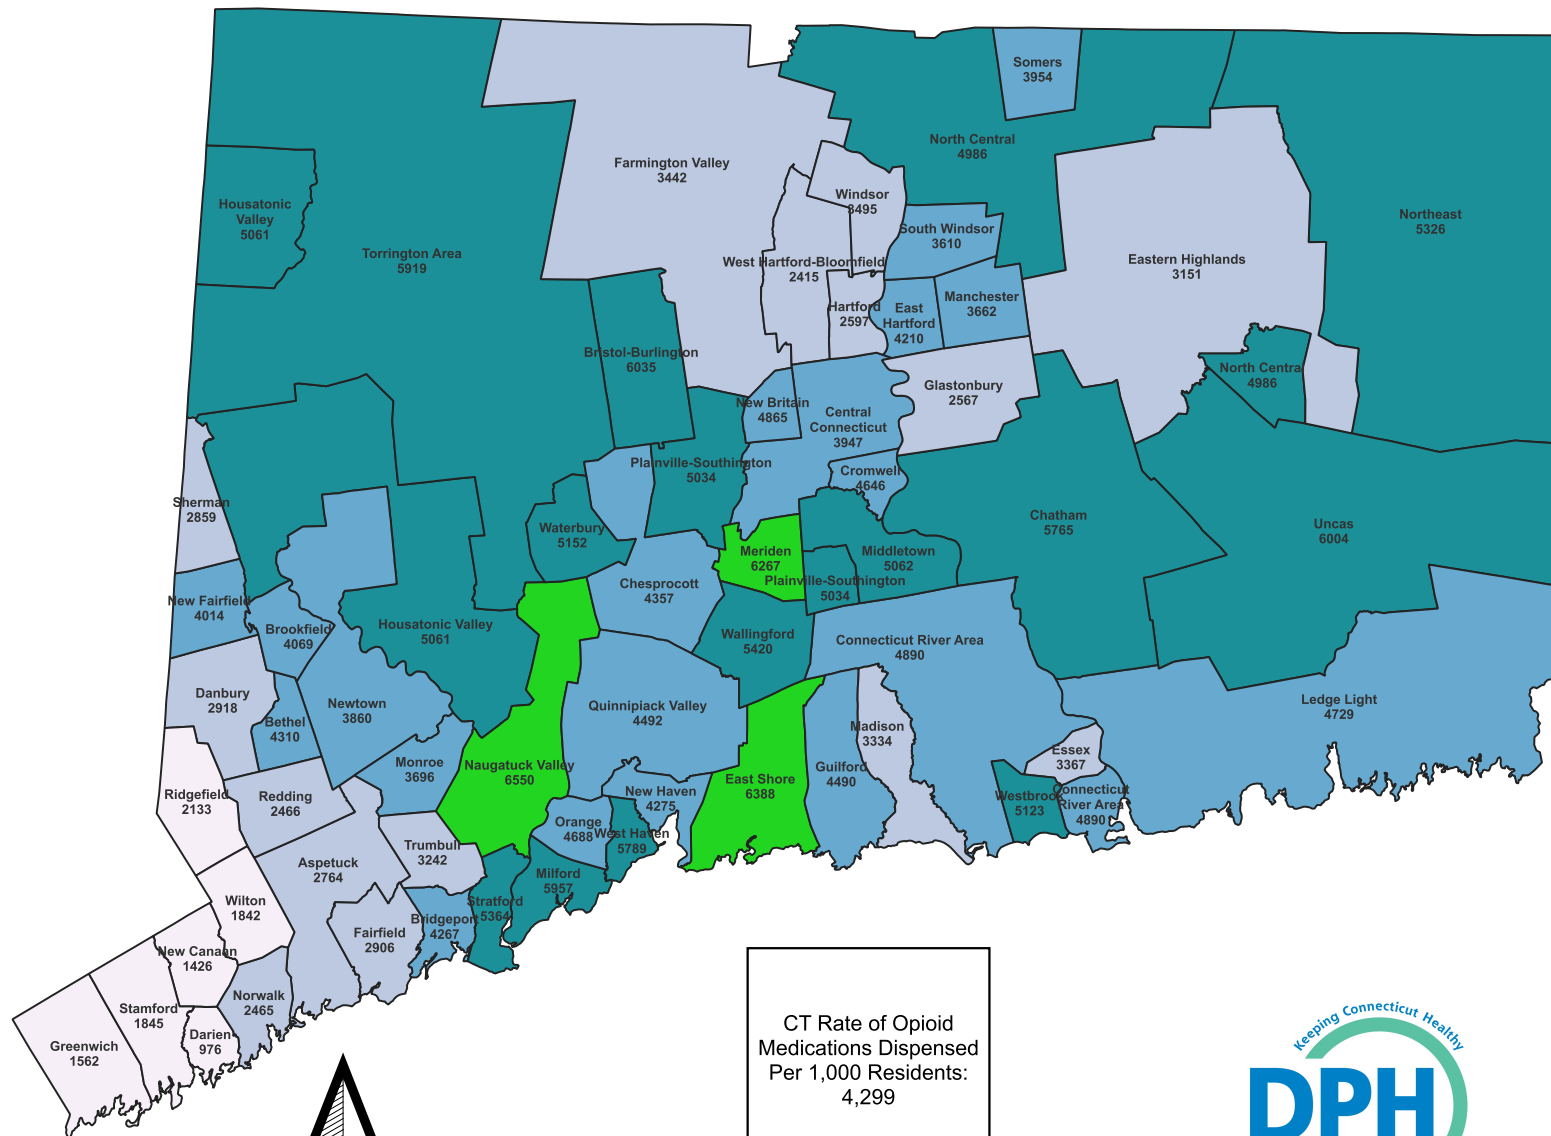 Somers
3954
North Central
4986
Farmington Valley
3442
Windsor
3495
Housatonic
Valley
5061
Northeast
5326
South Windsor
3610
Torrington Area
5919
West Hartford-Bloomfield
2415
Eastern Highlands
3151
Manchester
3662
Hartford
2597
East
Hartford
4210
Bristol-Burlington
6035
North Centra
4986
Glastonbury
2567
New Britain
4865
Central
Connecticut
3947
Plainville-Southington
5034
Cromwell
4646
Sherman
2859
Chatham
5765
Uncas
6004
Waterbury
5152
Meriden
6267
Middletown
5062
Plainville-Southington
5034
Chesprocott
4357
New Fairfield
4014
Brookfield
4069
Housatonic Valley
5061
Wallingford
5420
Connecticut River Area
4890
Danbury
2918
Newtown
3860
Quinnipiack Valley
4492
Ledge Light
4729
Bethel
4310
Madison
3334
Essex
3367
Monroe
3696
Naugatuck Valley
6550
East Shore
6388
Guilford
4490
Ridgefield
2133
Redding
2466
New Haven
4275
Westbrook
5123
Connecticut
River Area
4890
Orange
4688
West Haven
5789
Trumbull
3242
Aspetuck
2764
Milford
5957
Wilton
1842
Stratford
5364
Bridgeport
4267
Fairfield
2906
New Canaan
1426
Norwalk
2465
Stamford
1845
Darien
976
Greenwich
1562
CT Rate of Opioid
Medications Dispensed
Per 1,000 Residents:
4,299
Keeping Connecticut Healthy
DPH